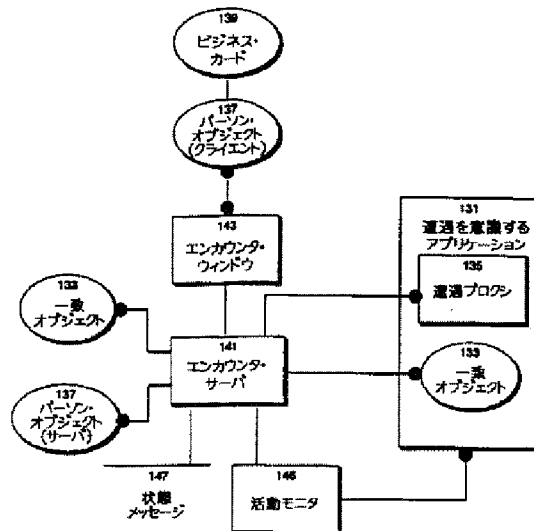 139
ビジネス・
カード
137
パーソン・
オブジェクト
(クライエント)
143
エンカウンタ・
ウィンドウ
131
遭遇を意識する
アプリケーション
135
遭遇プロクシ
133
一致
オブジェクト
133
一致
オブジェクト
141
エンカウンタ・
サーバ
137
パーソン・
オブジェクト
(サーバ)
147
状態
メッセージ
145
活動モニタ